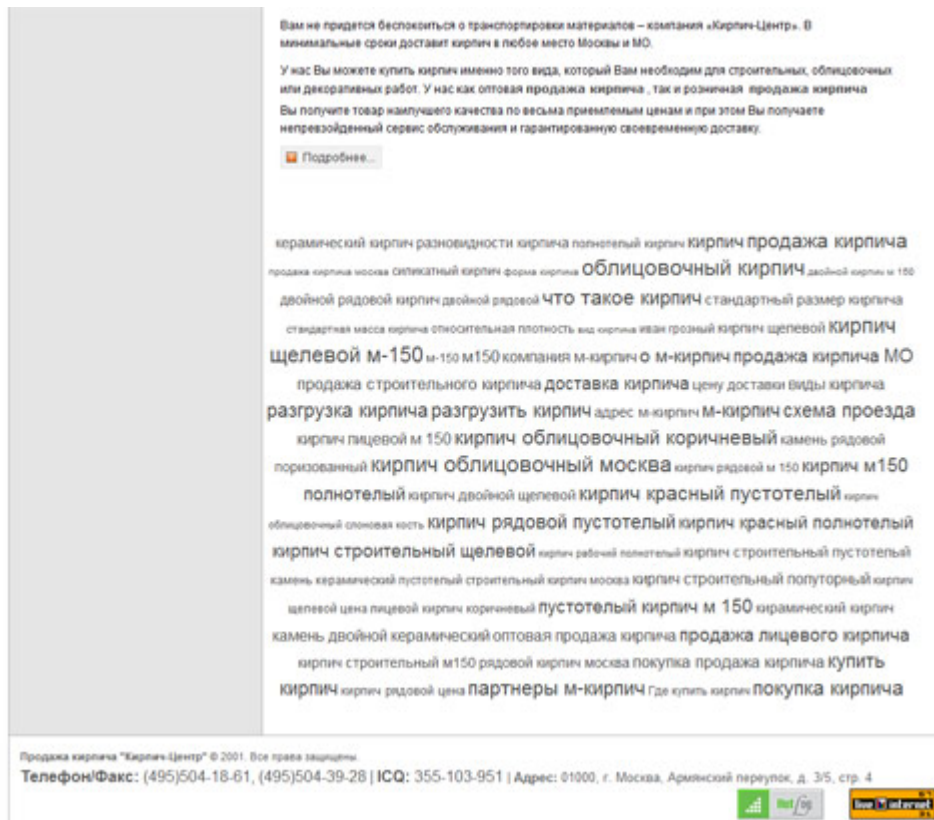 Вам не придется беспокоиться о транспортировки материалов – компания «Кирпич-Центр». В
минимальные сроки доставит кирпич в любое место Москвы и МО.
У нас Вы можете купить кирпич именно того вида, который Вам необходим для строительных, облицовочных
или декоративных работ. У нас как оптовая продажа кирпича , так и розничная продажа кирпича
Вы получите товар наилучшего качества по весьма приемлемым ценам и при этом Вы получаете
непревзойденный сервис обслуживания и гарантированную своевременную доставку.
Подробнее...
керамический кирпич разновидности кирпича полнотелый кирпич кирпич продажа кирпича
продажа кирпича москва силикатный кирпич форма кирпича облицовочный кирпич двойной кирпич м 150
двойной рядовой кирпич двойной рядовой что такое кирпич стандартный размер кирпича
стандартная масса кирпича относительная плотность вид кирпича иван грозный кирпич щелевой кирпич
щелевой м-150 м-150 м150 компания м-кирпич о м-кирпич продажа кирпича МО
продажа строительного кирпича доставка кирпича цену доставки виды кирпича
разгрузка кирпича разгрузить кирпич адрес м-кирпич м-кирпич схема проезда
кирпич лицевой м 150 кирпич облицовочный коричневый камень рядовой
поризованный кирпич облицовочный москва кирпич рядовой м 150 кирпич м150
полнотелый кирпич двойной щелевой кирпич красный пустотелый кирпич
облицовочный слоновая кость кирпич рядовой пустотелый кирпич красный полнотелый
кирпич строительный щелевой кирпич рабочий полнотелый кирпич строительный пустотелый
камень керамический пустотелый строительный кирпич москва кирпич строительный полуторный кирпич
щелевой цена лицевой кирпич коричневый пустотелый кирпич м 150 кирамический кирпич
камень двойной керамический оптовая продажа кирпича продажа лицевого кирпича
кирпич строительный м150 рядовой кирпич москва покупка продажа кирпича купить
кирпич кирпич рядовой цена партнеры м-кирпич Где купить кирпич покупка кирпича
Продажа кирпича "Кирпич-Центр" © 2001. Все права защищены.
Телефон/Факс: (495)504-18-61, (495)504-39-28 | ICQ: 355-103-951 | Адрес: 01000, г. Москва, Армянский переулок, д. 3/5, стр. 4
HotLog
live internet